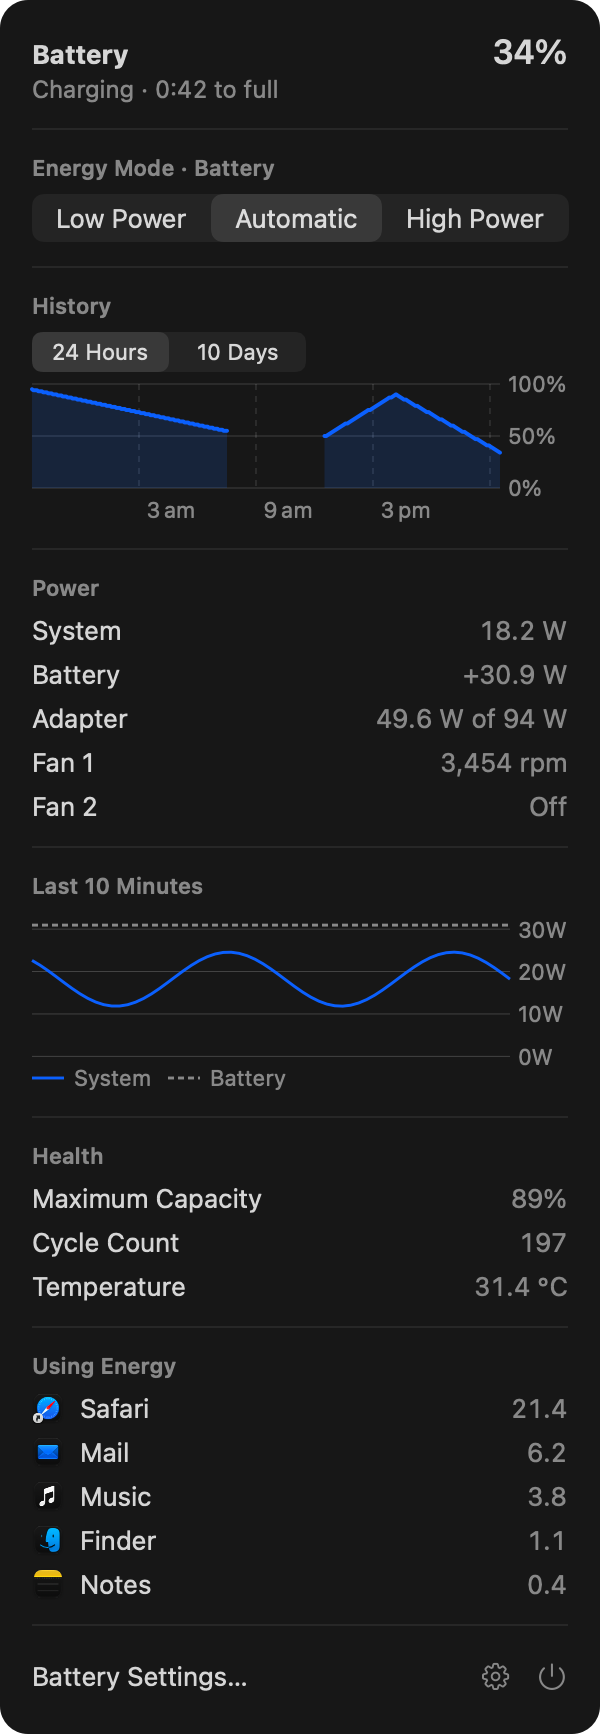 Battery 34%
Charging · 0:42 to full
Energy Mode · Battery
Low Power Automatic High Power
History
24 Hours 10 Days
100%
50%
0%
3 am 9 am 3 pm
Power
System 18.2 W
Battery +30.9 W
Adapter 49.6 W of 94 W
Fan 1 3,454 rpm
Fan 2 Off
Last 10 Minutes
30W
20W
10W
0W
System Battery
Health
Maximum Capacity 89%
Cycle Count 197
Temperature 31.4 °C
Using Energy
Safari 21.4
Mail 6.2
Music 3.8
Finder 1.1
Notes 0.4
Battery Settings...